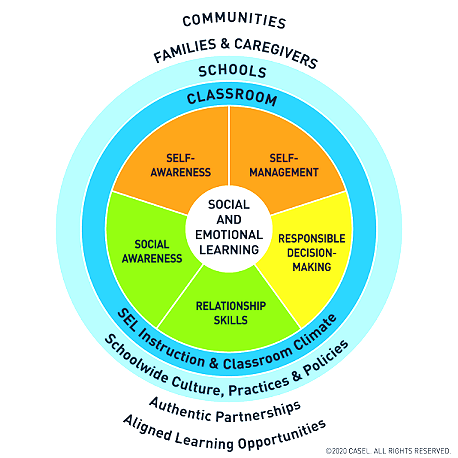 COMMUNITIES
FAMILIES & CAREGIVERS
SCHOOLS
CLASSROOM
SELF-
AWARENESS
SELF-
MANAGEMENT
SOCIAL
AND
EMOTIONAL
LEARNING
SOCIAL
AWARENESS
RESPONSIBLE
DECISION-
MAKING
RELATIONSHIP
SKILLS
SEL Instruction & Classroom Climate
Schoolwide Culture, Practices & Policies
Authentic Partnerships
Aligned Learning Opportunities
©2020 CASEL. ALL RIGHTS RESERVED.